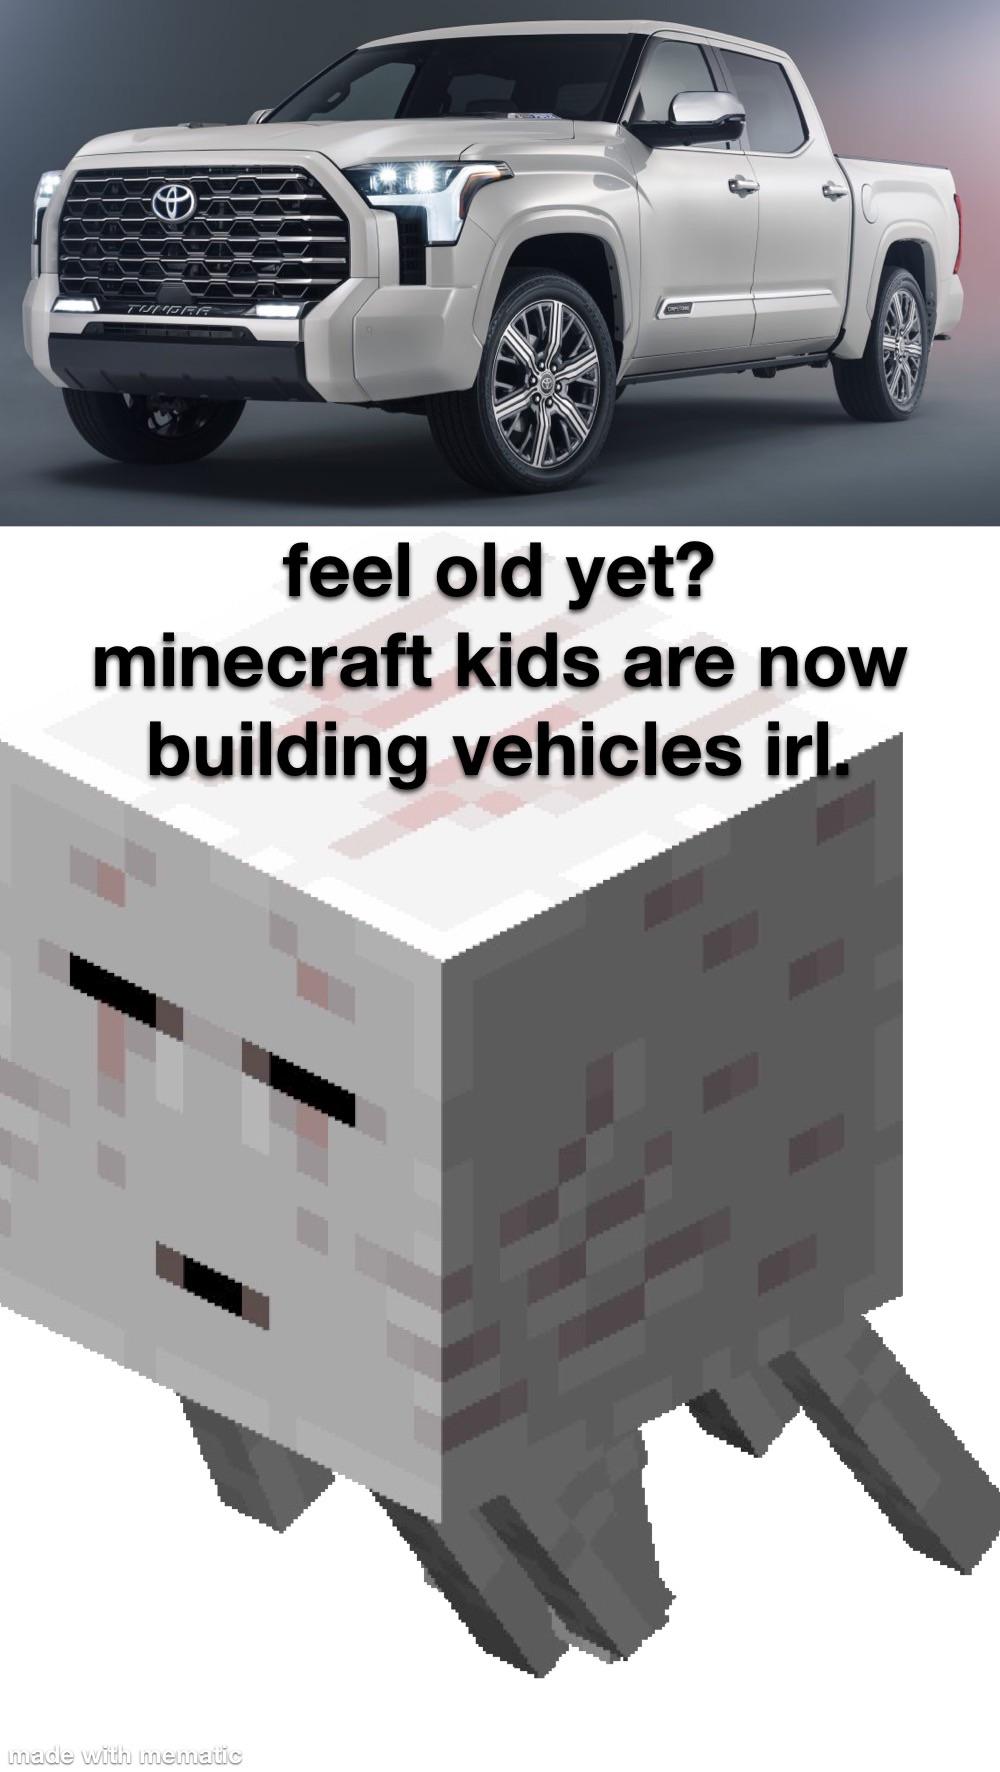 TUNDRA
feel old yet?
minecraft kids are now
building vehicles irl.
made with mematic